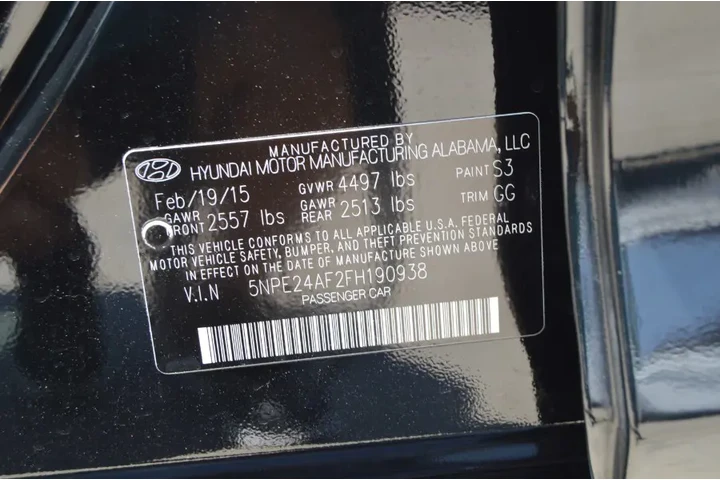 MANUFACTURED BY
HYUNDAI MOTOR MANUFACTURING ALABAMA, LLC
Feb/19/15 GVWR 4497 lbs PAINT S3
GAWR FRONT 2557 lbs GAWR REAR 2513 lbs TRIM GG
THIS VEHICLE CONFORMS TO ALL APPLICABLE U.S.A. FEDERAL
MOTOR VEHICLE SAFETY, BUMPER, AND THEFT PREVENTION STANDARDS
IN EFFECT ON THE DATE OF MANUFACTURE SHOWN ABOVE
V.I.N 5NPE24AF2FH190938
PASSENGER CAR